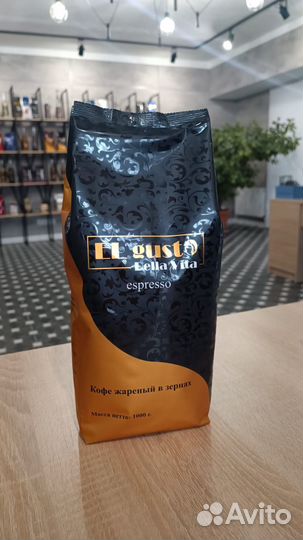 EL gusto
Bella Vita
espresso
Кофе жареный в зернах
Масса нетто: 1000 г.
Avito